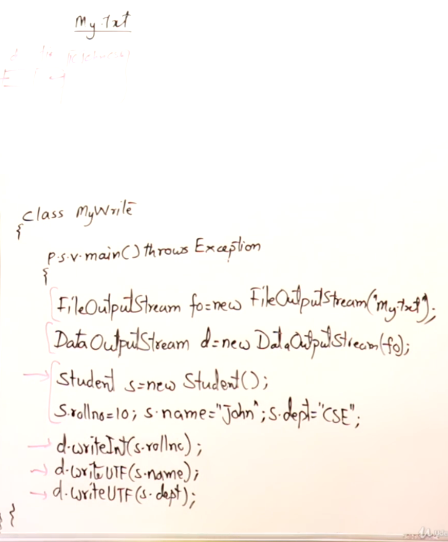 My.txt
class MyWrite
{
p.s.v.main() throws Exception
{
FileOutputStream fo=new FileOutputStream("My.txt");
DataOutputStream d=new DataOutputStream(fo);
Student s=new Student();
s.rollno=10; s.name="John"; s.dept="CSE";
d.writeInt(s.rollno);
d.writeUTF(s.name);
d.writeUTF(s.dept);
}}